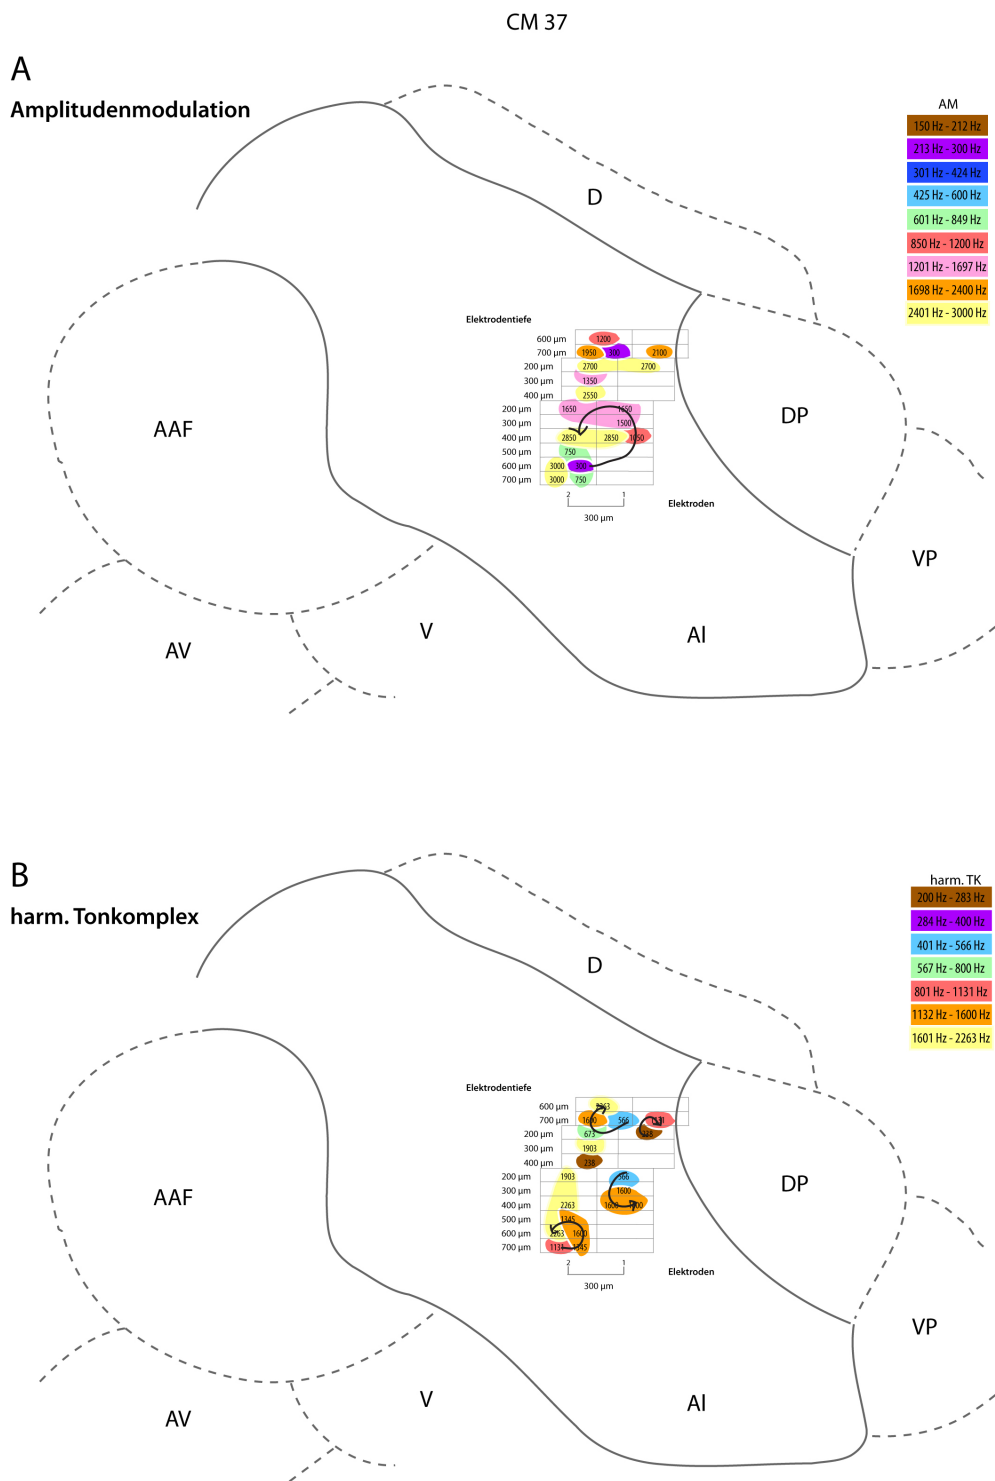 CM 37
A
Amplitudenmodulation
AM
150 Hz - 212 Hz
213 Hz - 300 Hz
301 Hz - 424 Hz
425 Hz - 600 Hz
601 Hz - 849 Hz
850 Hz - 1200 Hz
1201 Hz - 1697 Hz
1698 Hz - 2400 Hz
2401 Hz - 3000 Hz
D
Elektrodentiefe
600 µm 1200
700 µm 1950 300 2100
200 µm 2700 2700
300 µm 1350
400 µm 2550
200 µm 1650 1650
300 µm 1500
400 µm 2850 2850 1050
500 µm 750
600 µm 3000 300
700 µm 3000 750
2 1
300 µm
Elektroden
AAF
DP
VP
AV
V
AI
B
harm. Tonkomplex
harm. TK
200 Hz - 283 Hz
284 Hz - 400 Hz
401 Hz - 566 Hz
567 Hz - 800 Hz
801 Hz - 1131 Hz
1132 Hz - 1600 Hz
1601 Hz - 2263 Hz
D
Elektrodentiefe
600 µm 2263
700 µm 1600 566 1131
200 µm 673 238
300 µm 1903
400 µm 238
200 µm 1903 566
300 µm 1600
400 µm 2263 1600
500 µm 1345
600 µm 2263 1600
700 µm 1131 1345
2 1
300 µm
Elektroden
AAF
DP
VP
AV
V
AI